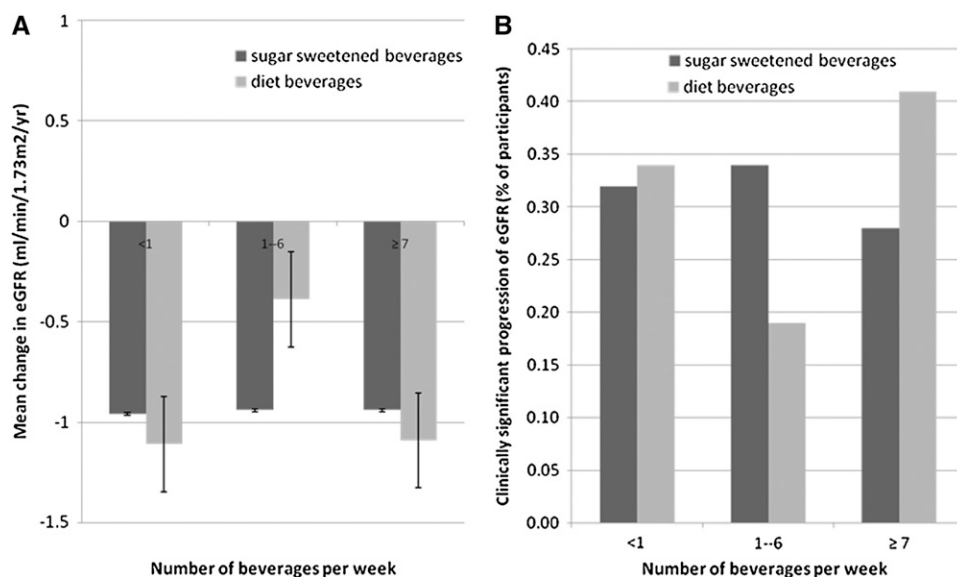 A
sugar sweetened beverages
diet beverages
Mean change in eGFR (ml/min/1.73m2/yr)
1
0.5
0
-0.5
-1
-1.5
<1
1--6
≥ 7
Number of beverages per week
B
sugar sweetened beverages
diet beverages
Clinically significant progression of eGFR (% of participants)
0.45
0.40
0.35
0.30
0.25
0.20
0.15
0.10
0.05
0.00
<1
1--6
≥ 7
Number of beverages per week